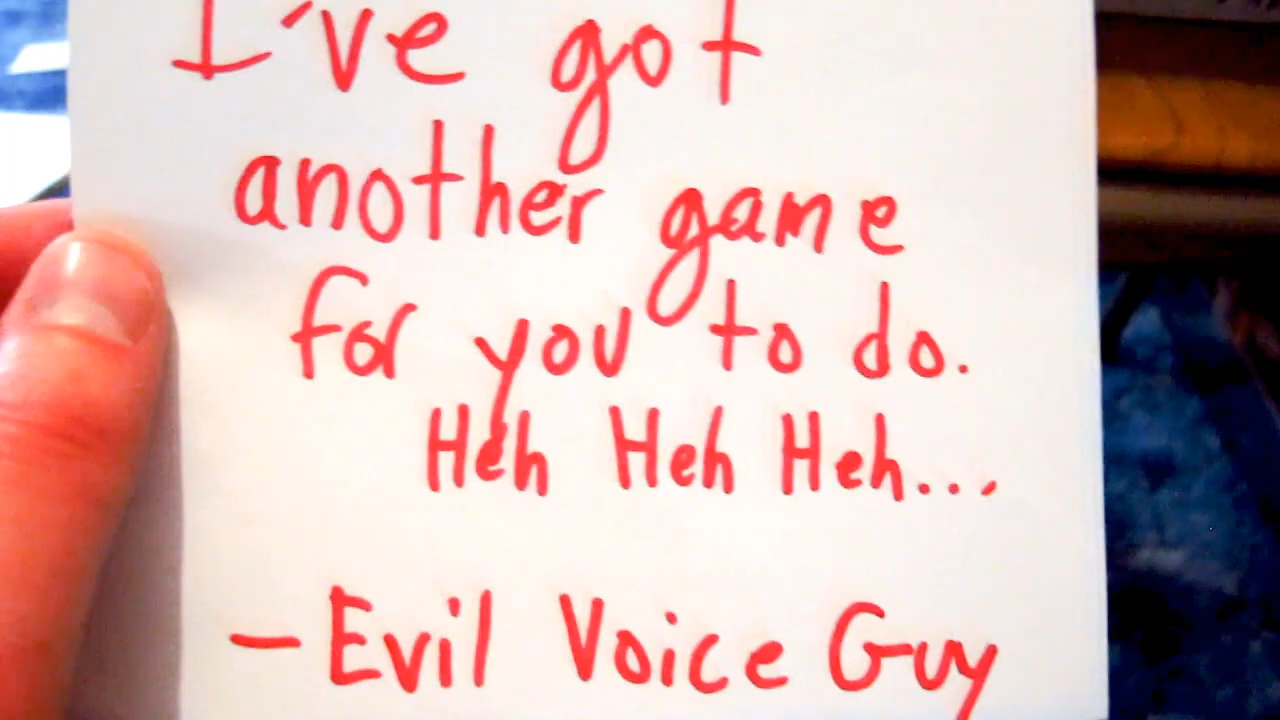 I've got
another game
for you to do.
Heh Heh Heh...
- Evil Voice Guy